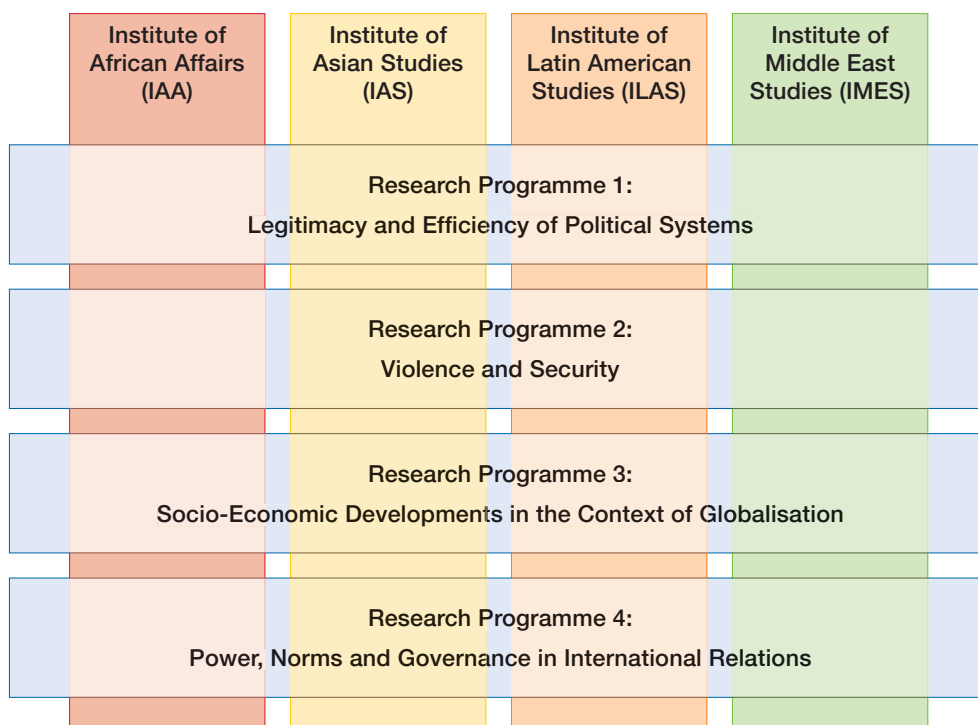 Institute of
African Affairs
(IAA)
Institute of
Asian Studies
(IAS)
Institute of
Latin American
Studies (ILAS)
Institute of
Middle East
Studies (IMES)
Research Programme 1:
Legitimacy and Efficiency of Political Systems
Research Programme 2:
Violence and Security
Research Programme 3:
Socio-Economic Developments in the Context of Globalisation
Research Programme 4:
Power, Norms and Governance in International Relations